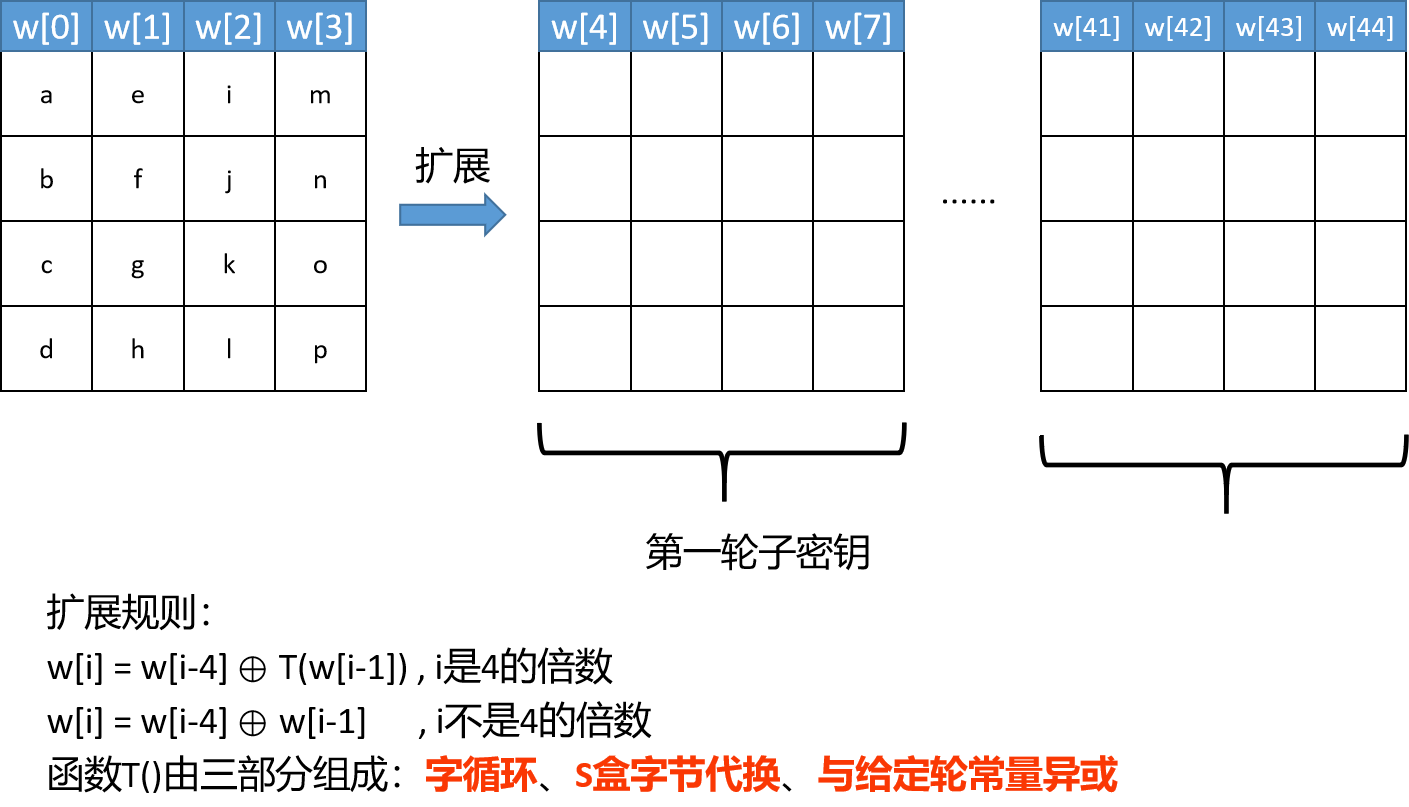 w[0] w[1] w[2] w[3] w[4] w[5] w[6] w[7] w[41] w[42] w[43] w[44]
a e i m
b f j n
扩展
......
c g k o
d h l p
第一轮子密钥
扩展规则：
w[i] = w[i-4] ⊕ T(w[i-1]) , i是4的倍数
w[i] = w[i-4] ⊕ w[i-1] , i不是4的倍数
函数T()由三部分组成：字循环、S盒字节代换、与给定轮常量异或